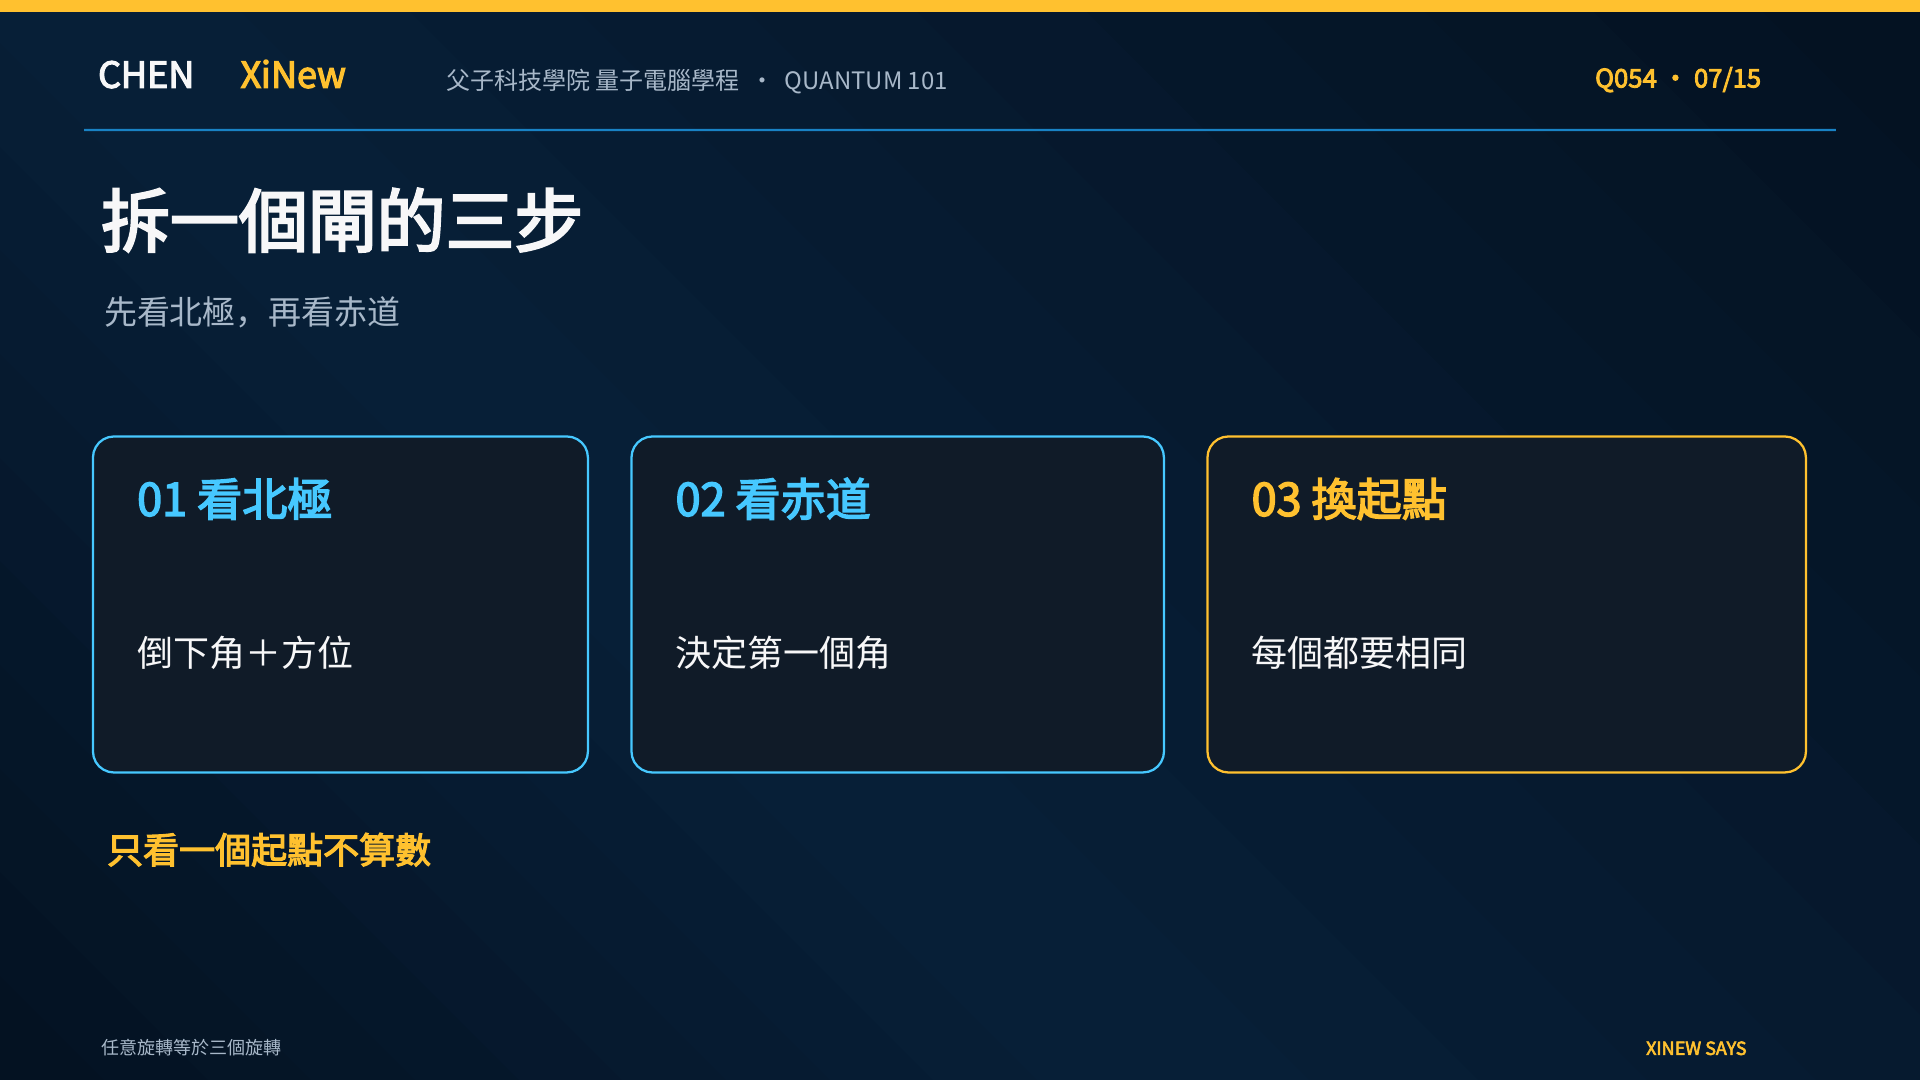 CHEN XiNew 父子科技學院 量子電腦學程 · QUANTUM 101 Q054 · 07/15
拆一個閘的三步
先看北極，再看赤道
01 看北極
倒下角＋方位
02 看赤道
決定第一個角
03 換起點
每個都要相同
只看一個起點不算數
任意旋轉等於三個旋轉
XINEW SAYS